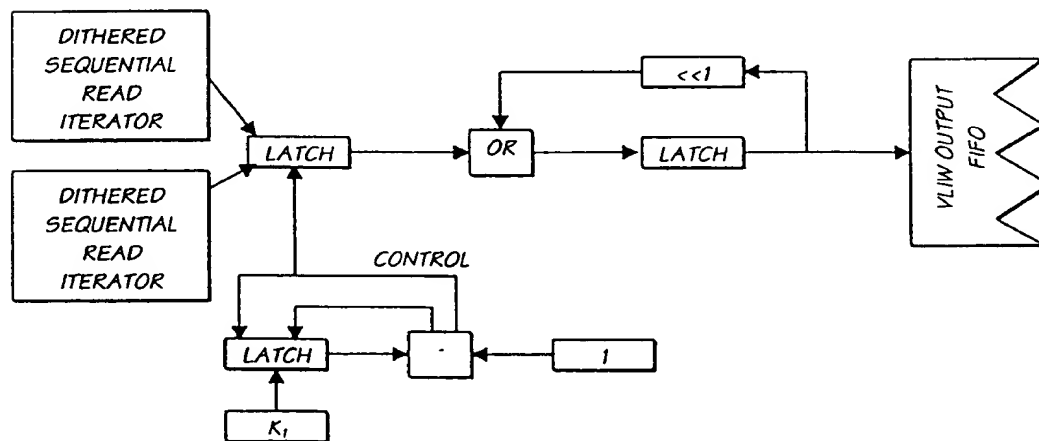 DITHERED
SEQUENTIAL
READ
ITERATOR
<<1
LATCH
OR
LATCH
VLIW OUTPUT
FIFO
DITHERED
SEQUENTIAL
READ
ITERATOR
CONTROL
LATCH
-
1
K₁